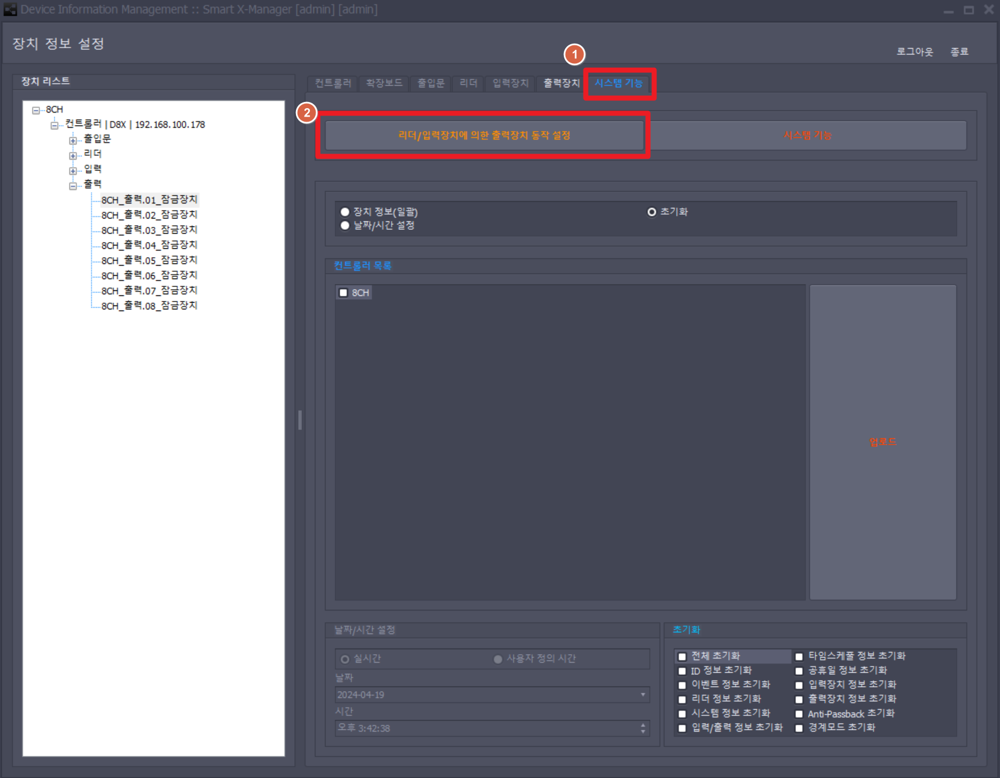 Device Information Management :: Smart X-Manager [admin] [admin]
장치 정보 설정
로그아웃 종료
1
장치 리스트
컨트롤러 확장보드 출입문 리더 입력장치 출력장치 시스템 기능
2
리더/입력장치에 의한 출력장치 동작 설정
시스템 기능
8CH
컨트롤러 | D8X | 192.168.100.178
출입문
리더
입력
출력
8CH_출력.01_잠금장치
8CH_출력.02_잠금장치
8CH_출력.03_잠금장치
8CH_출력.04_잠금장치
8CH_출력.05_잠금장치
8CH_출력.06_잠금장치
8CH_출력.07_잠금장치
8CH_출력.08_잠금장치
장치 정보(일괄) 초기화
날짜/시간 설정
컨트롤러 목록
8CH
업로드
날짜/시간 설정
실시간 사용자 정의 시간
날짜
2024-04-19
시간
오후 3:42:38
초기화
전체 초기화 타임스케쥴 정보 초기화
ID 정보 초기화 공휴일 정보 초기화
이벤트 정보 초기화 입력장치 정보 초기화
리더 정보 초기화 출력장치 정보 초기화
시스템 정보 초기화 Anti-Passback 초기화
입력/출력 정보 초기화 경계모드 초기화